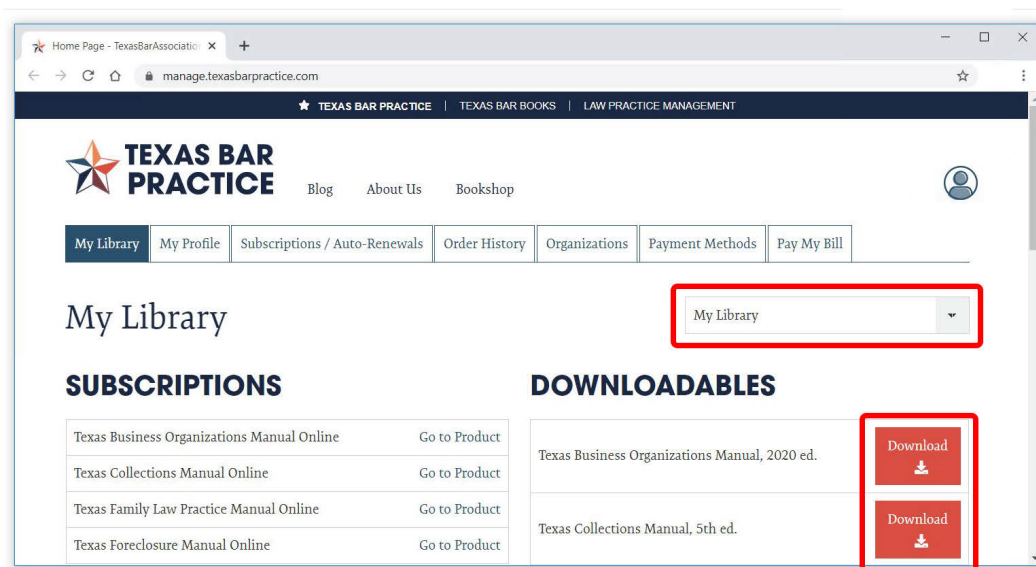 Home Page - TexasBarAssociatio
manage.texasbarpractice.com
TEXAS BAR PRACTICE | TEXAS BAR BOOKS | LAW PRACTICE MANAGEMENT
TEXAS BAR
PRACTICE
Blog About Us Bookshop
My Library My Profile Subscriptions / Auto-Renewals Order History Organizations Payment Methods Pay My Bill
My Library
My Library
SUBSCRIPTIONS
Texas Business Organizations Manual Online Go to Product
Texas Collections Manual Online Go to Product
Texas Family Law Practice Manual Online Go to Product
Texas Foreclosure Manual Online Go to Product
DOWNLOADABLES
Texas Business Organizations Manual, 2020 ed. Download
Texas Collections Manual, 5th ed. Download